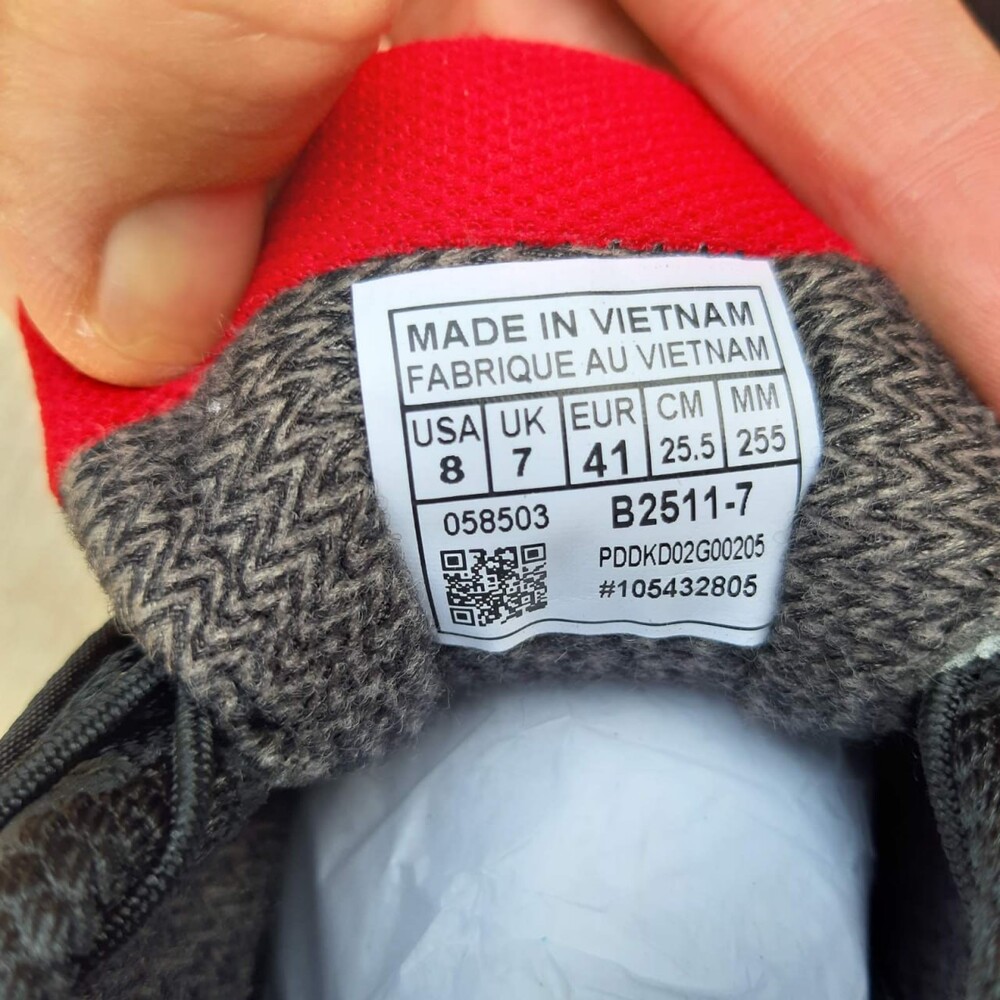 MADE IN VIETNAM
FABRIQUE AU VIETNAM
USA UK EUR CM MM
8 7 41 25.5 255
058503 B2511-7
PDDKD02G00205
#105432805